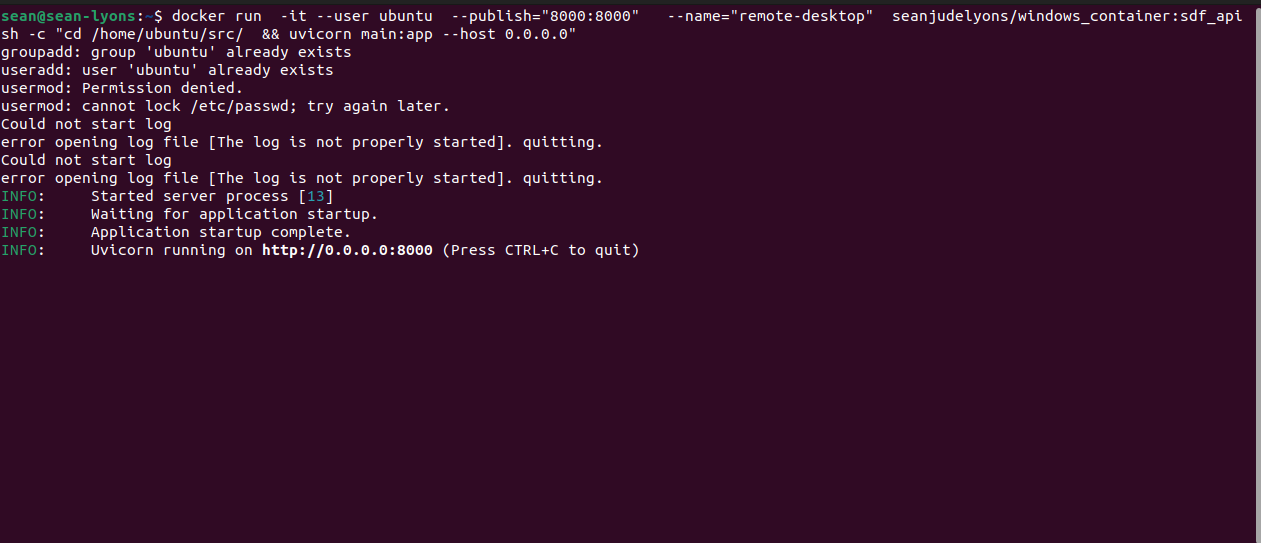 sean@sean-lyons:~$ docker run  -it --user ubuntu  --publish="8000:8000"   --name="remote-desktop"  seanjudelyons/windows_container:sdf_api
sh -c "cd /home/ubuntu/src/  && uvicorn main:app --host 0.0.0.0"
groupadd: group 'ubuntu' already exists
useradd: user 'ubuntu' already exists
usermod: Permission denied.
usermod: cannot lock /etc/passwd; try again later.
Could not start log
error opening log file [The log is not properly started]. quitting.
Could not start log
error opening log file [The log is not properly started]. quitting.
INFO:     Started server process [13]
INFO:     Waiting for application startup.
INFO:     Application startup complete.
INFO:     Uvicorn running on http://0.0.0.0:8000 (Press CTRL+C to quit)